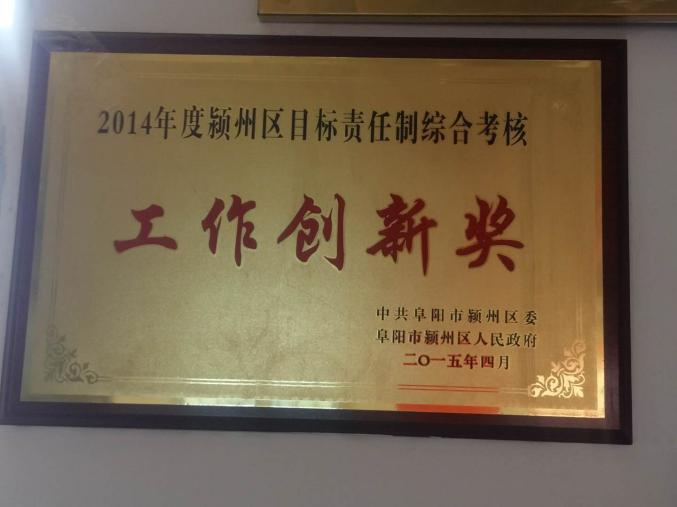 2014年度颍州区目标责任制综合考核
工作创新奖
中共阜阳市颍州区委
阜阳市颍州区人民政府
二〇一五年四月